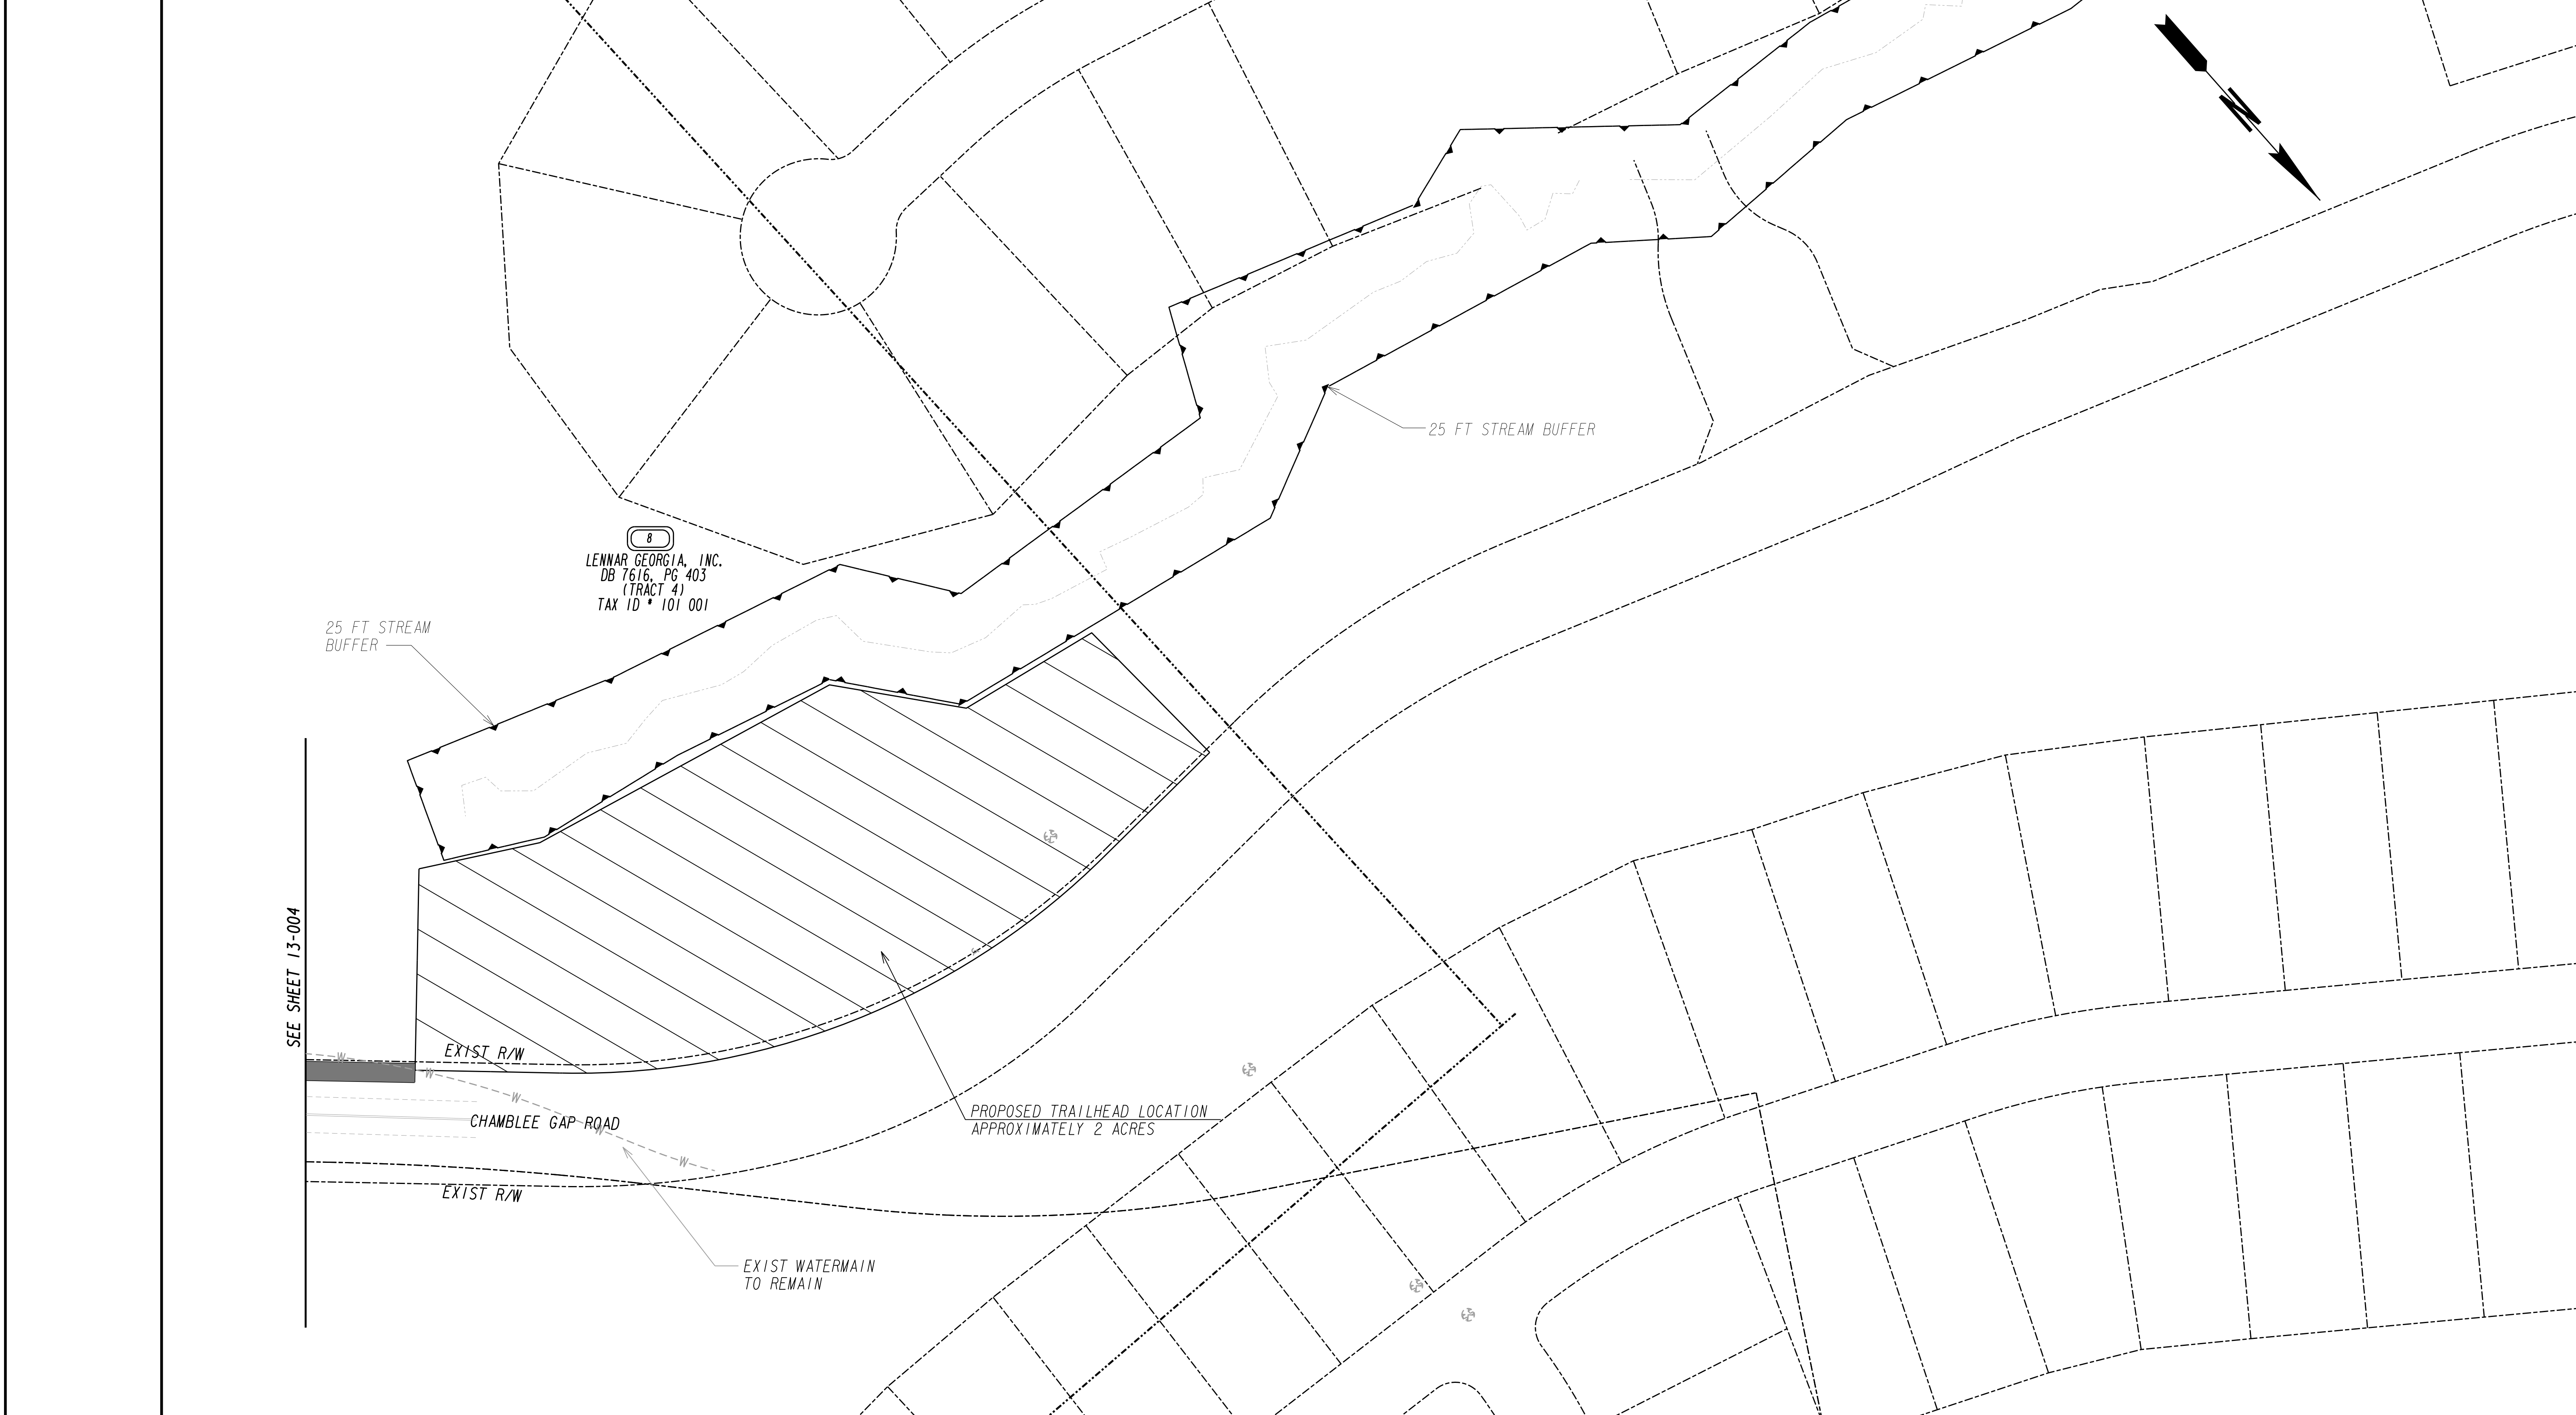 N
25 FT STREAM BUFFER
8
LENNAR GEORGIA, INC.
DB 7616, PG 403
(TRACT 4)
TAX ID # 101 001
25 FT STREAM
BUFFER
SEE SHEET 13-004
W
EXIST R/W
W
W
CHAMBLEE GAP ROAD
W
W
PROPOSED TRAILHEAD LOCATION
APPROXIMATELY 2 ACRES
EXIST R/W
EXIST WATERMAIN
TO REMAIN